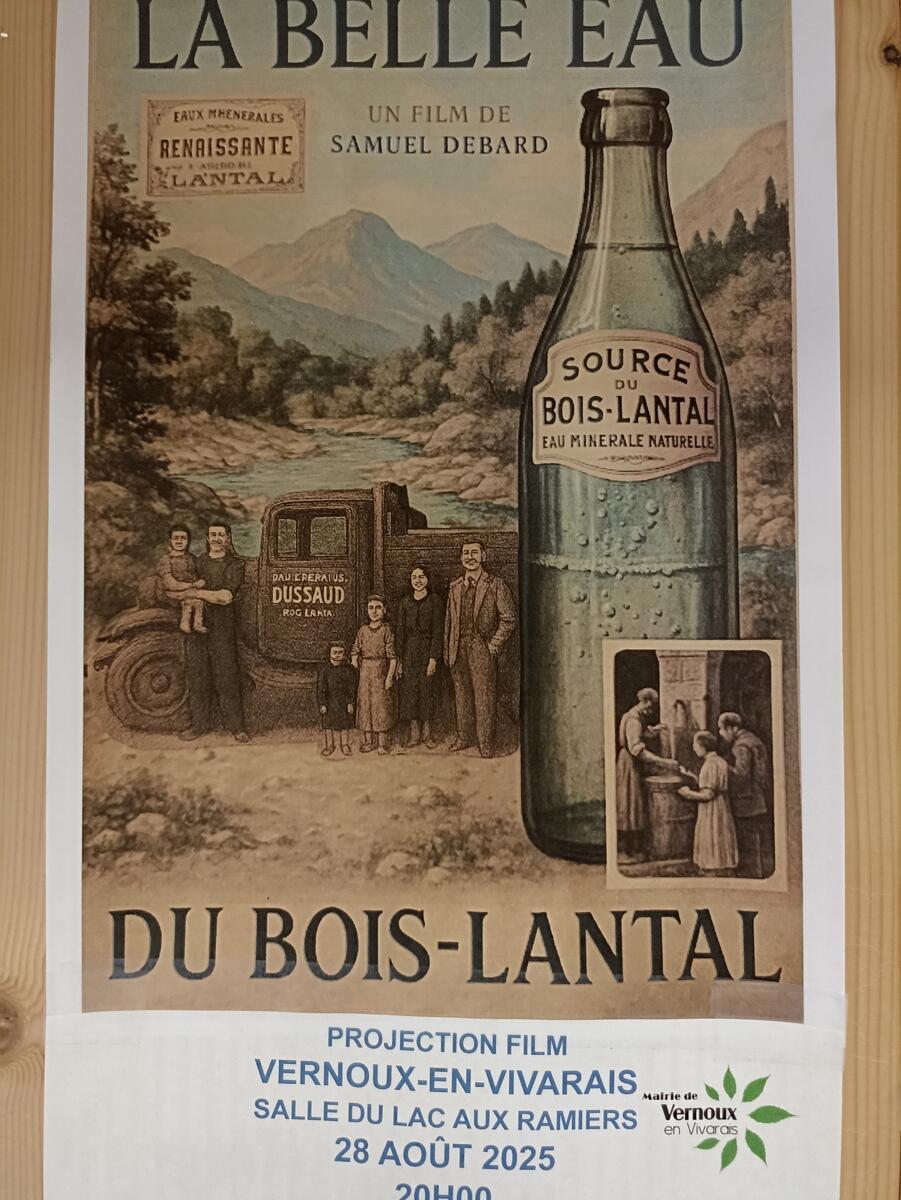 LA BELLE EAU
EAUX MHENERALES
RENAISSANTE
LANTAL
UN FILM DE
SAMUEL DEBARD
SOURCE
DU
BOIS-LANTAL
EAU MINERALE NATURELLE
DUSSAUD
DU BOIS-LANTAL
PROJECTION FILM
VERNOUX-EN-VIVARAIS
SALLE DU LAC AUX RAMIERS
28 AOÛT 2025
20H00
Mairie de
Vernoux
en Vivarais